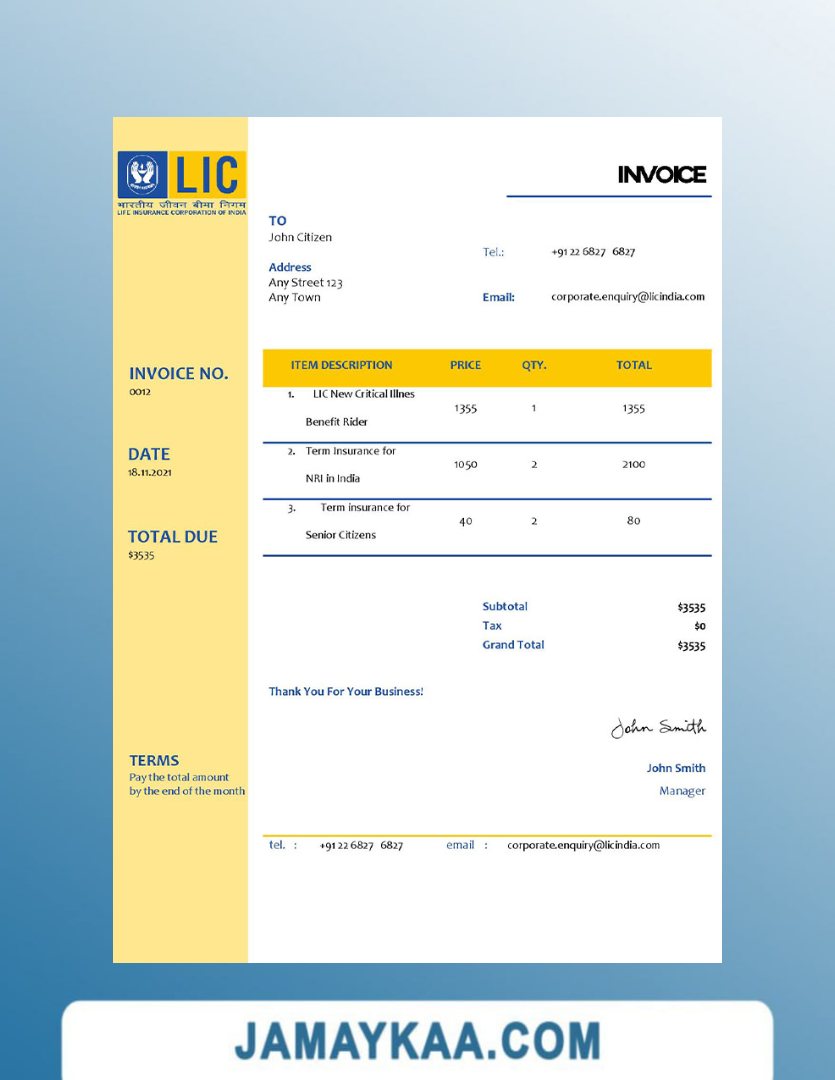 LIC
भारतीय जीवन बीमा निगम
LIFE INSURANCE CORPORATION OF INDIA
INVOICE
TO
John Citizen
Address
Any Street 123
Any Town
Tel.: +91 22 6827 6827
Email: corporate.enquiry@licindia.com
INVOICE NO.
0012
DATE
18.11.2021
TOTAL DUE
$3535
ITEM DESCRIPTION PRICE QTY. TOTAL
1. LIC New Critical Illnes
Benefit Rider
1355 1 1355
2. Term Insurance for
NRI in India
1050 2 2100
3. Term insurance for
Senior Citizens
40 2 80
Subtotal $3535
Tax $0
Grand Total $3535
Thank You For Your Business!
John Smith
John Smith
Manager
TERMS
Pay the total amount
by the end of the month
tel. : +91 22 6827 6827 email : corporate.enquiry@licindia.com
JAMAYKAA.COM